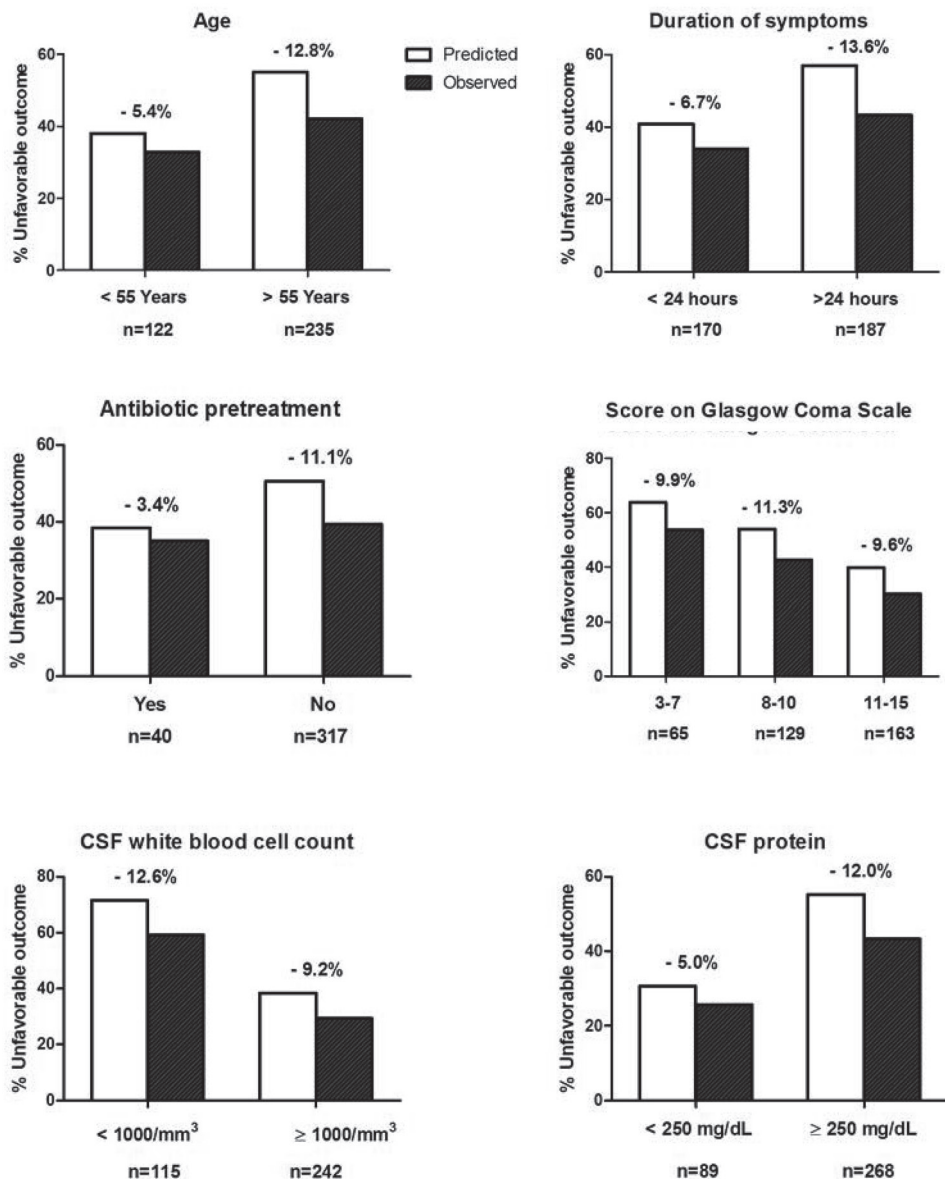 Age
% Unfavorable outcome
60
40
20
0
- 5.4%
- 12.8%
Predicted
Observed
< 55 Years
> 55 Years
n=122
n=235
Duration of symptoms
% Unfavorable outcome
60
40
20
0
- 6.7%
- 13.6%
< 24 hours
>24 hours
n=170
n=187
Antibiotic pretreatment
% Unfavorable outcome
60
40
20
0
- 3.4%
- 11.1%
Yes
No
n=40
n=317
Score on Glasgow Coma Scale
% Unfavorable outcome
80
60
40
20
0
- 9.9%
- 11.3%
- 9.6%
3-7
8-10
11-15
n=65
n=129
n=163
CSF white blood cell count
% Unfavorable outcome
80
60
40
20
0
- 12.6%
- 9.2%
< 1000/mm³
≥ 1000/mm³
n=115
n=242
CSF protein
% Unfavorable outcome
60
40
20
0
- 5.0%
- 12.0%
< 250 mg/dL
≥ 250 mg/dL
n=89
n=268